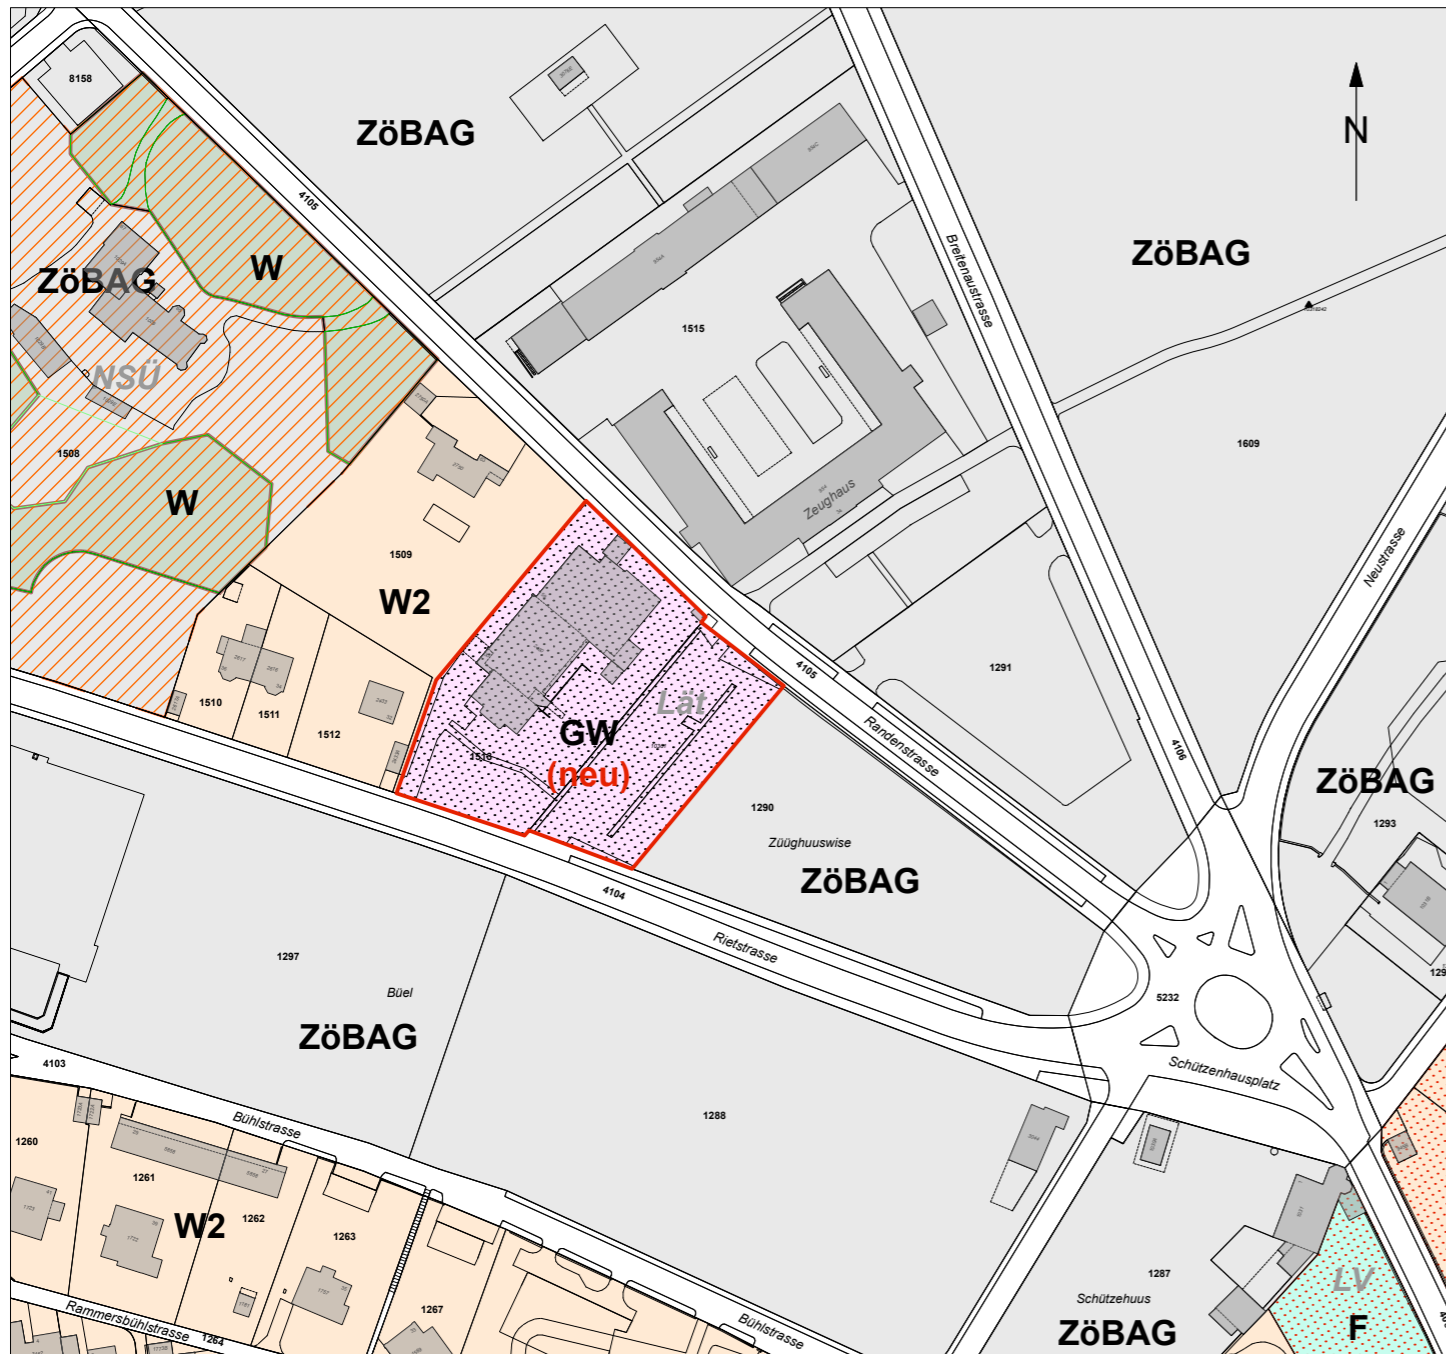 8158
ZöBAG
N
4105
ZöBAG
W
Breitenaustrasse
ZöBAG
1515
NSÜ
1508
W
1609
Zeughaus
Neustrasse
1509
W2
1510
1511
1512
Lät
GW
(neu)
1516
4105
Randenstrasse
1291
4106
1290
Züüghuuswise
ZöBAG
ZöBAG
1293
4104
Rietstrasse
1297
Büel
ZöBAG
5232
Schützenhausplatz
4103
Bühlstrasse
1288
1260
1261
W2
1262
1263
1267
Rammersbühlstrasse
1264
Bühlstrasse
1287
Schützehuus
ZöBAG
LV
F